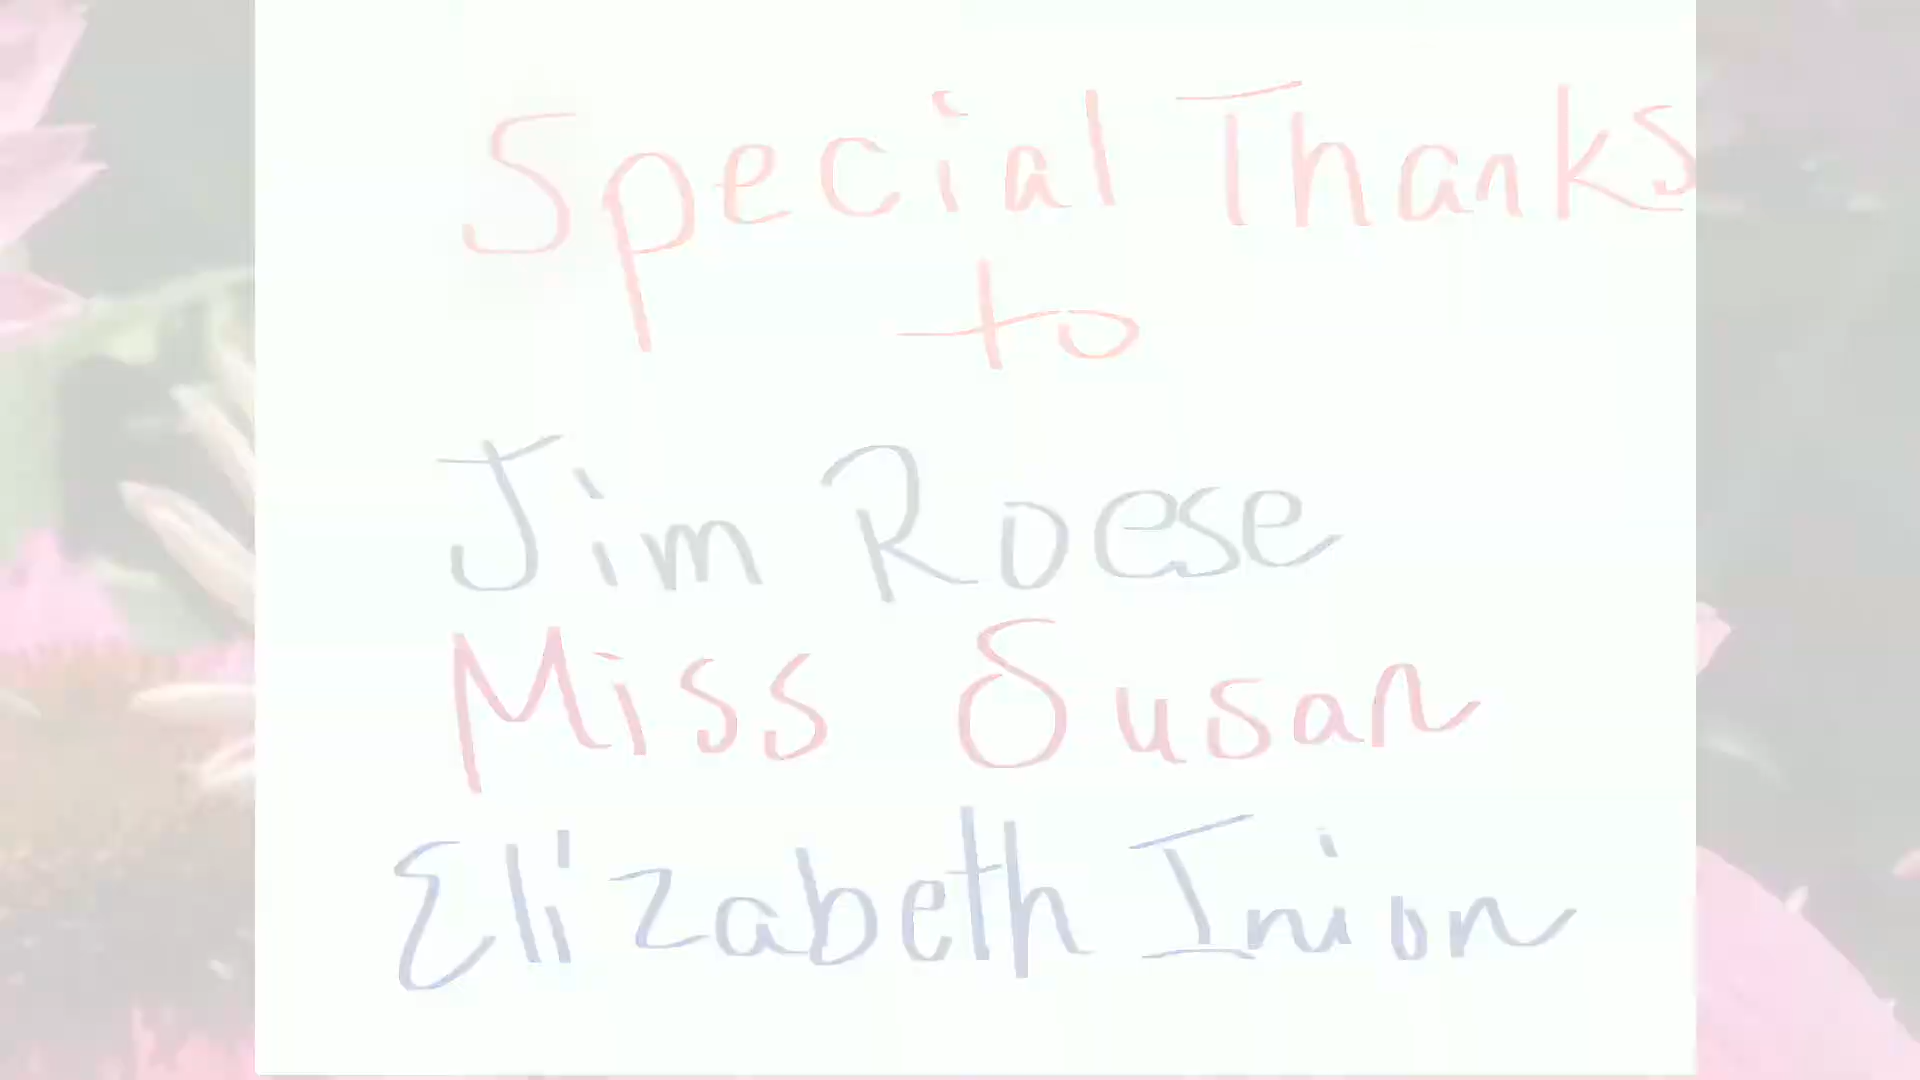 Special Thanks
to
Jim Roese
Miss Susan
Elizabeth Inion